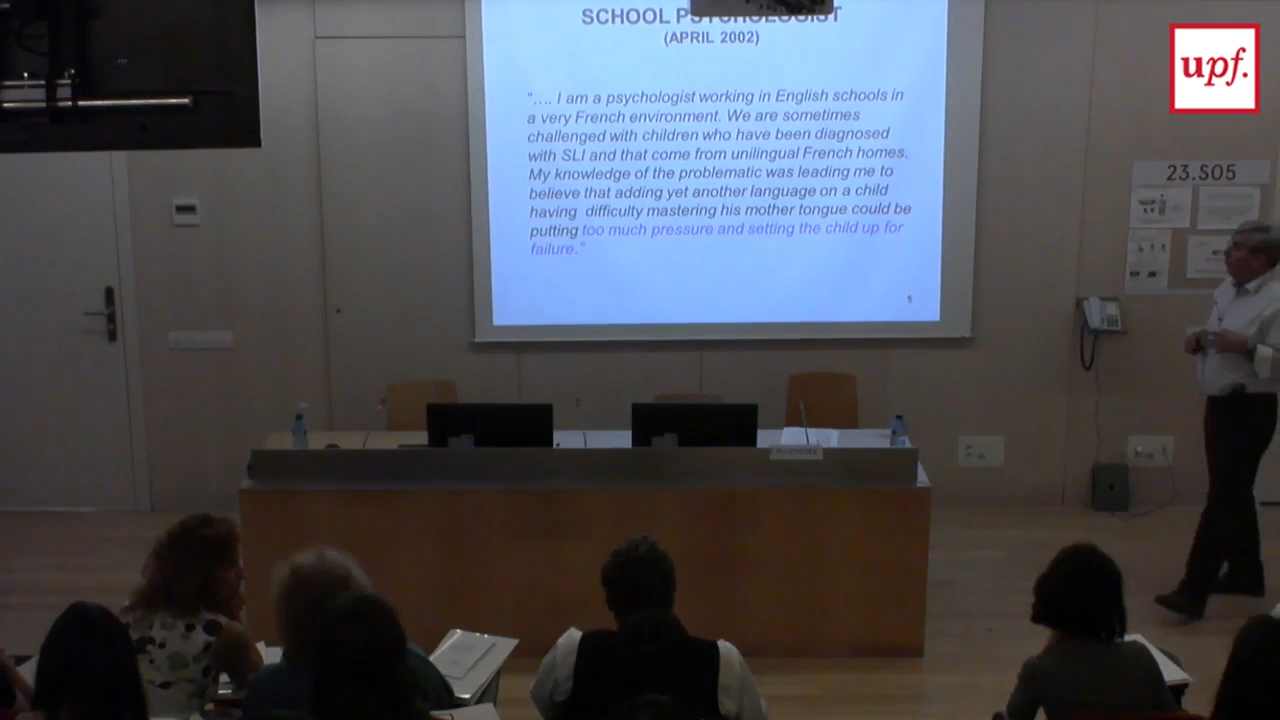 SCHOOL PSYCHOLOGIST
(APRIL 2002)
“…. I am a psychologist working in English schools in
a very French environment. We are sometimes
challenged with children who have been diagnosed
with SLI and that come from unilingual French homes.
My knowledge of the problematic was leading me to
believe that adding yet another language on a child
having difficulty mastering his mother tongue could be
putting too much pressure and setting the child up for
failure.”
5
upf.
23.S05